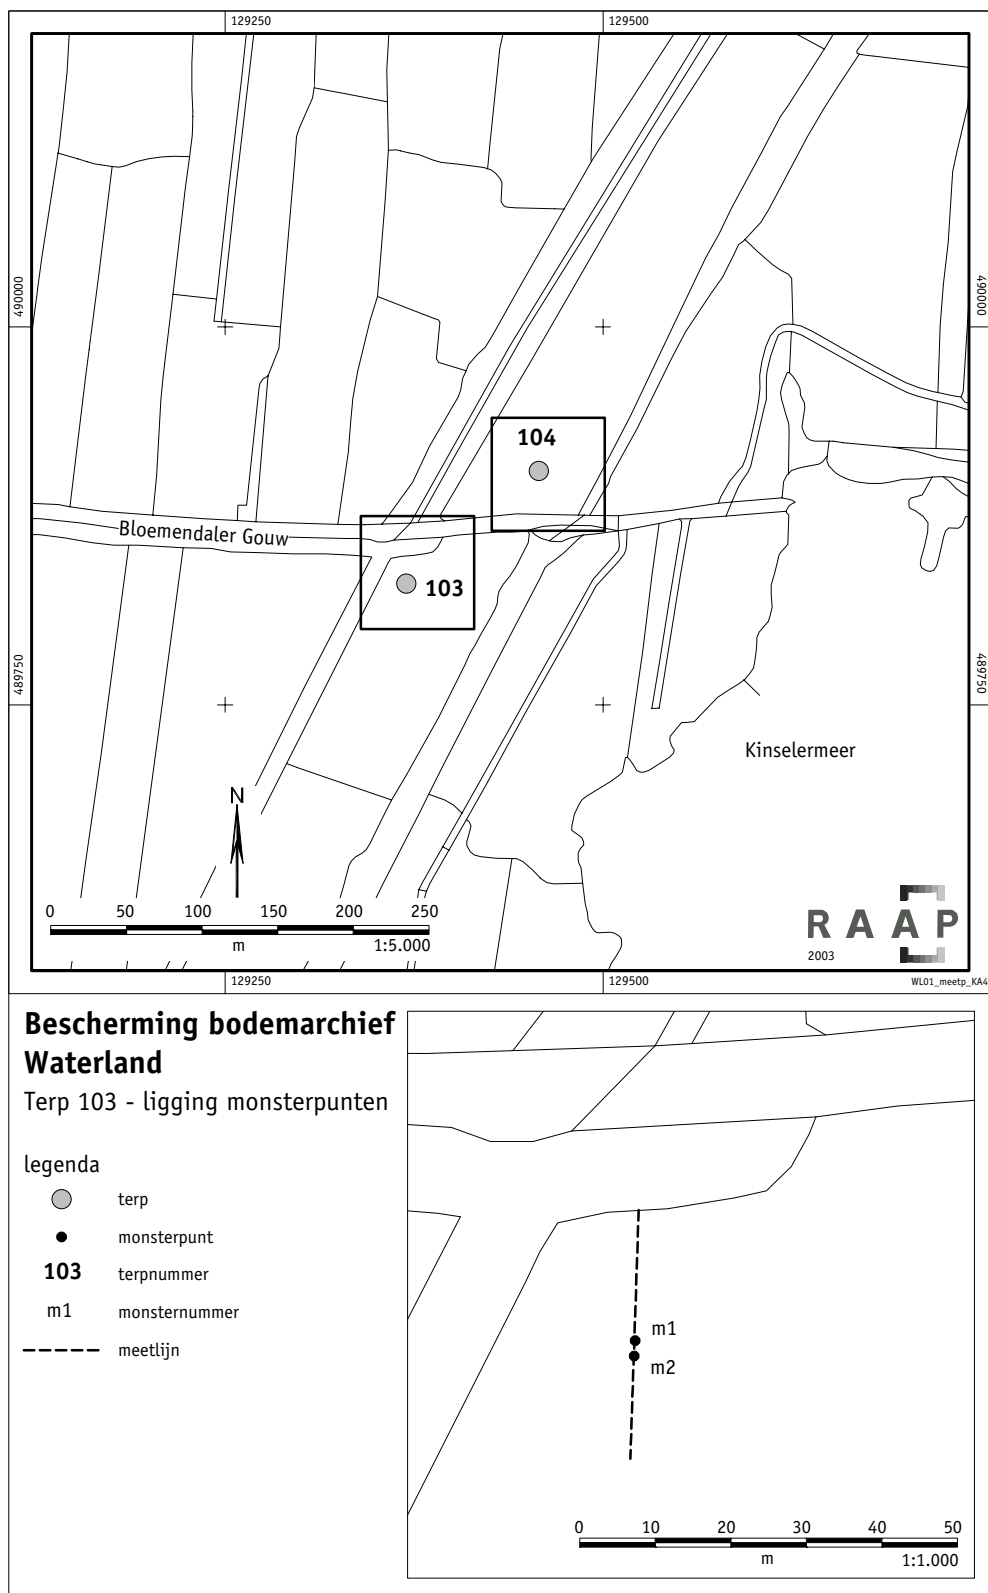 129250
129500
490000
490000
104
Bloemendaler Gouw
103
489750
489750
Kinselermeer
N
0 50 100 150 200 250
m
1:5.000
RAAP
2003
129250
129500
WL01_meetp_KA4
Bescherming bodemarchief
Waterland
Terp 103 - ligging monsterpunten
legenda
terp
monsterpunt
103 terpnummer
m1 monsternummer
meetlijn
m1
m2
0 10 20 30 40 50
m
1:1.000